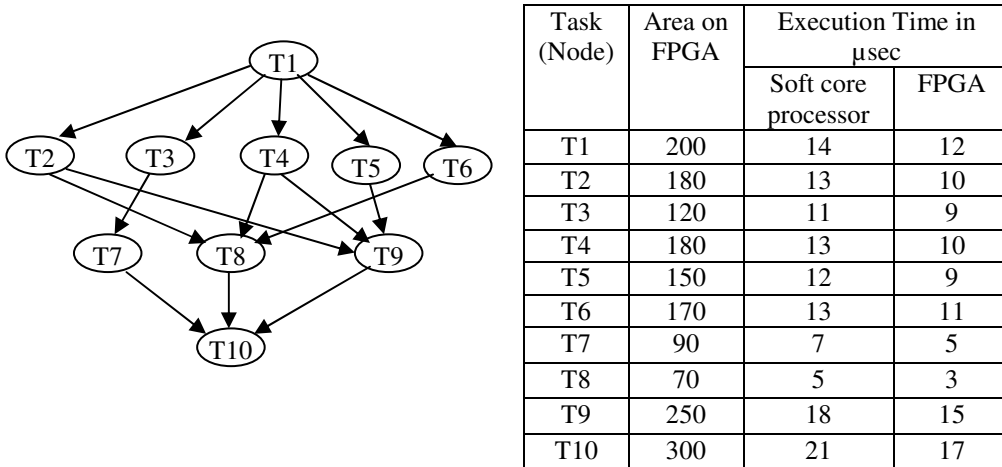 T1
T2 T3 T4 T5 T6
T7 T8 T9
T10
Task (Node) Area on FPGA Execution Time in µsec
Soft core processor FPGA
T1 200 14 12
T2 180 13 10
T3 120 11 9
T4 180 13 10
T5 150 12 9
T6 170 13 11
T7 90 7 5
T8 70 5 3
T9 250 18 15
T10 300 21 17